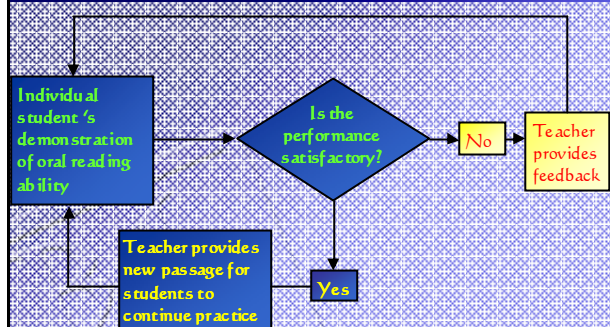 Individual
student 's
demonstration
of oral reading
ability
Is the
performance
satisfactory?
No
Teacher
provides
feedback
Teacher provides
new passage for
students to
continue practice
Yes